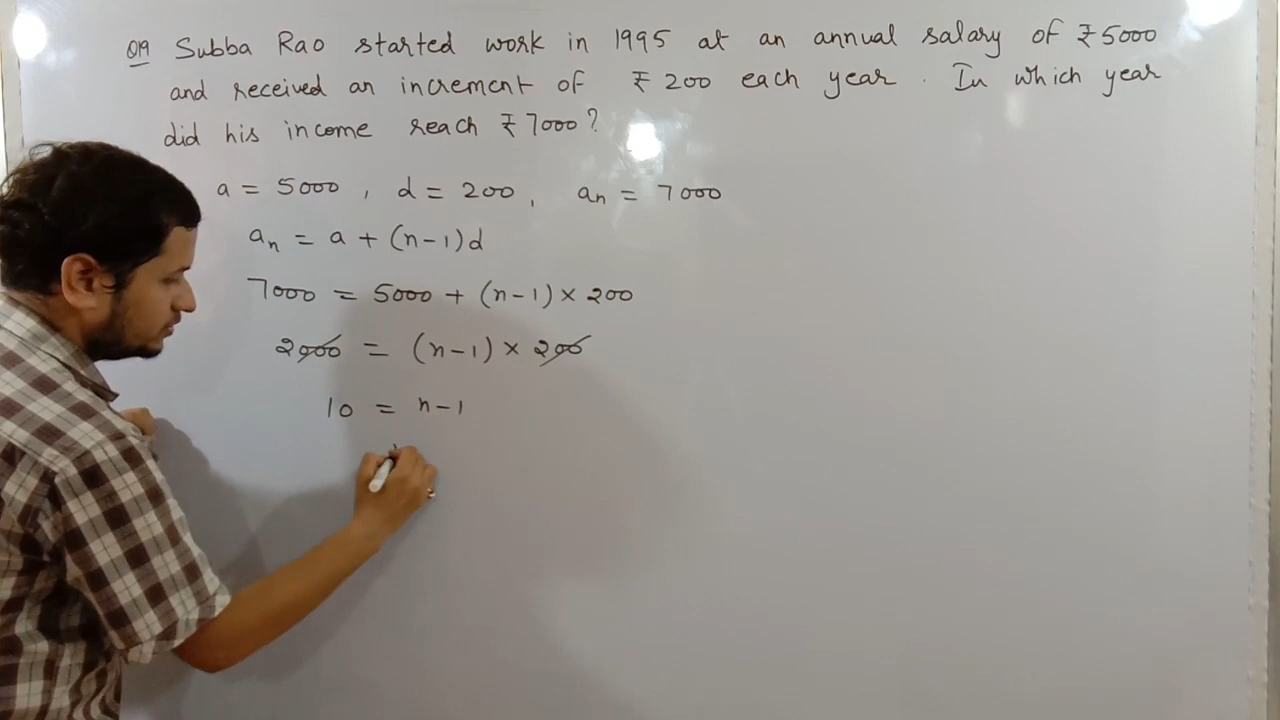 Q19 Subba Rao started work in 1995 at an annual salary of ₹5000
and received an increment of ₹200 each year. In which year
did his income reach ₹7000?
a = 5000, d = 200, aₙ = 7000
aₙ = a + (n-1)d
7000 = 5000 + (n-1) × 200
2000 = (n-1) × 200
10 = n-1